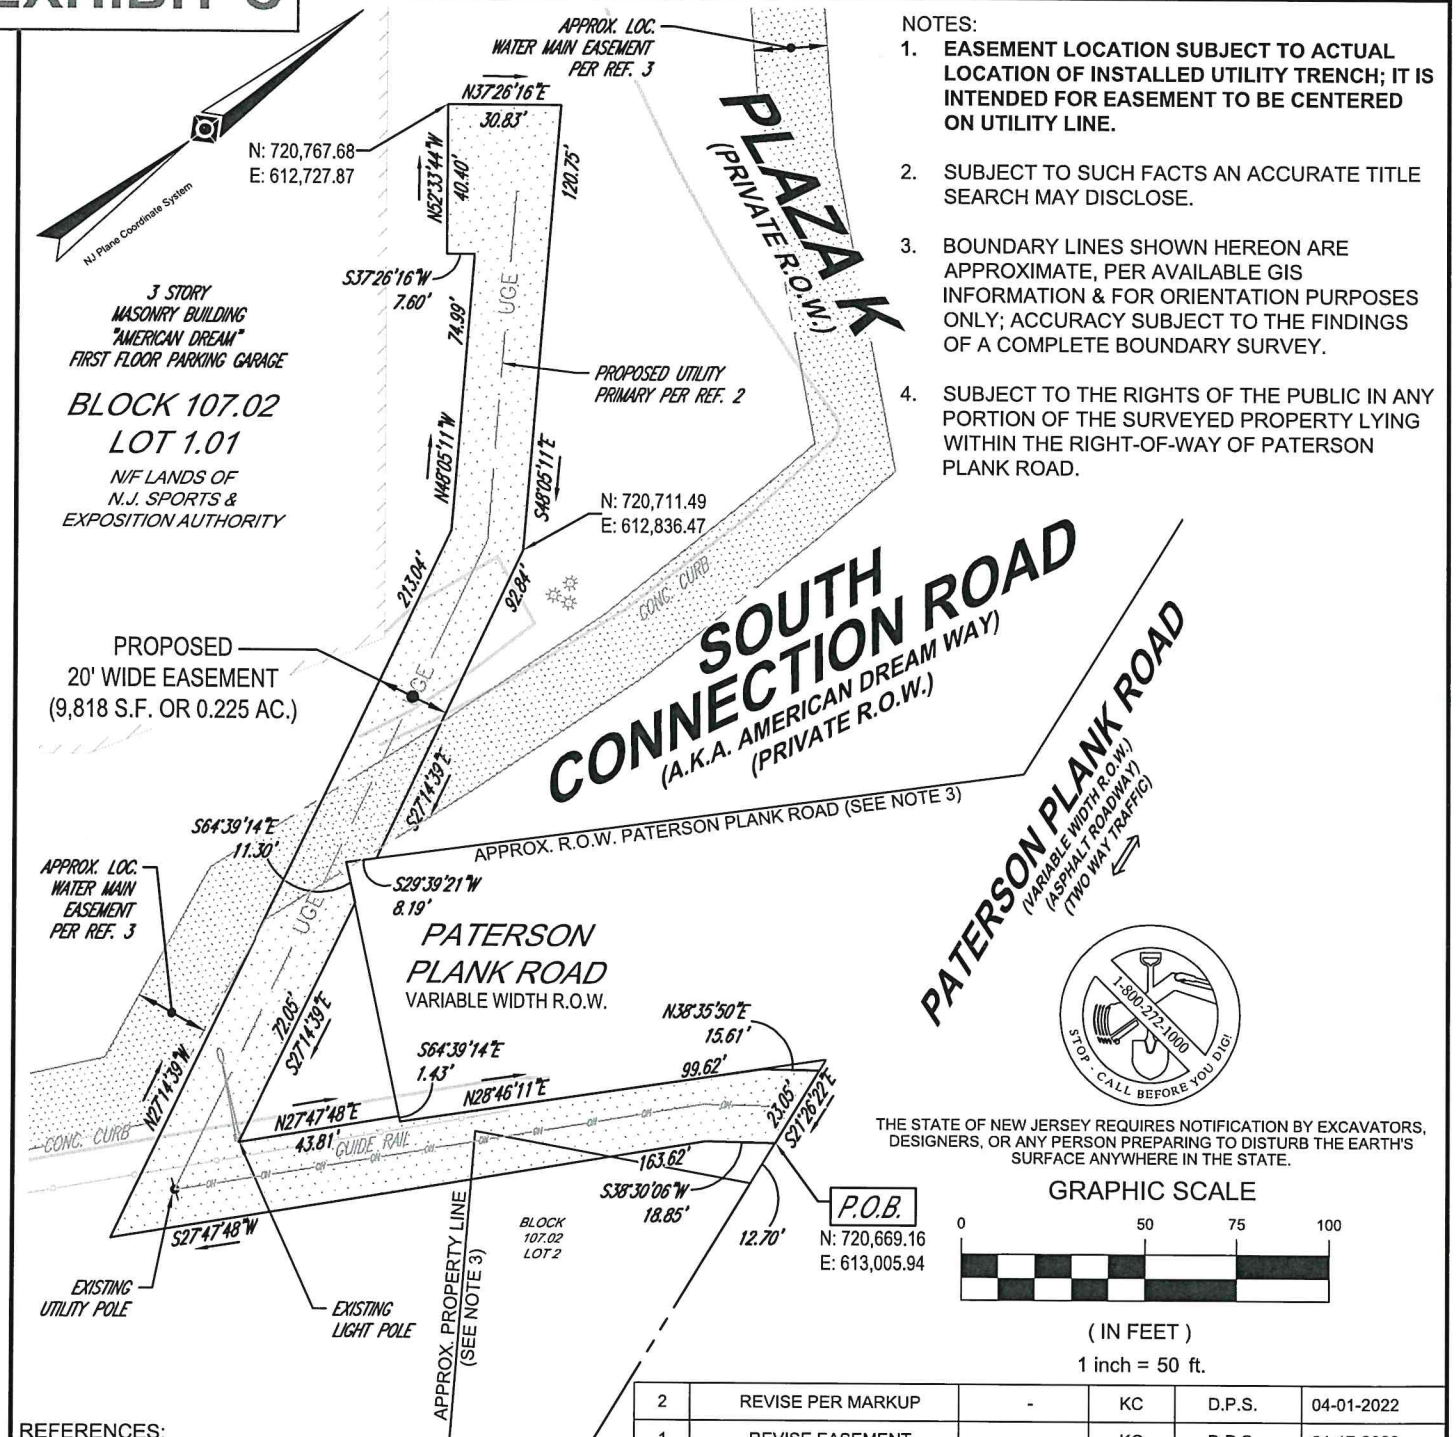 EXHIBIT
APPROX. LOC.
WATER MAIN EASEMENT
PER REF. 3
N37°26'16"E
30.83'
N: 720,767.68
E: 612,727.87
N52°33'44"W
40.40'
120.75'
NJ Plane Coordinate System
S37°26'16"W
7.60'
74.99'
UGE
N48°05'11"W
S48°05'11"E
3 STORY
MASONRY BUILDING
"AMERICAN DREAM"
FIRST FLOOR PARKING GARAGE
BLOCK 107.02
LOT 1.01
N/F LANDS OF
N.J. SPORTS &
EXPOSITION AUTHORITY
PROPOSED UTILITY
PRIMARY PER REF. 2
PLAZA K
(PRIVATE R.O.W.)
NOTES:
1. EASEMENT LOCATION SUBJECT TO ACTUAL
LOCATION OF INSTALLED UTILITY TRENCH; IT IS
INTENDED FOR EASEMENT TO BE CENTERED
ON UTILITY LINE.
2. SUBJECT TO SUCH FACTS AN ACCURATE TITLE
SEARCH MAY DISCLOSE.
3. BOUNDARY LINES SHOWN HEREON ARE
APPROXIMATE, PER AVAILABLE GIS
INFORMATION & FOR ORIENTATION PURPOSES
ONLY; ACCURACY SUBJECT TO THE FINDINGS
OF A COMPLETE BOUNDARY SURVEY.
4. SUBJECT TO THE RIGHTS OF THE PUBLIC IN ANY
PORTION OF THE SURVEYED PROPERTY LYING
WITHIN THE RIGHT-OF-WAY OF PATERSON
PLANK ROAD.
N: 720,711.49
E: 612,836.47
213.04'
92.84'
CONC. CURB
SOUTH
CONNECTION ROAD
(A.K.A. AMERICAN DREAM WAY)
(PRIVATE R.O.W.)
PROPOSED
20' WIDE EASEMENT
(9,818 S.F. OR 0.225 AC.)
GE
S27°14'39"E
PATERSON PLANK ROAD
(VARIABLE WIDTH R.O.W.)
(ASPHALT ROADWAY)
(TWO WAY TRAFFIC)
APPROX. R.O.W. PATERSON PLANK ROAD (SEE NOTE 3)
S64°39'14"E
11.30'
S29°39'21"W
8.19'
APPROX. LOC.
WATER MAIN
EASEMENT
PER REF. 3
UGE
PATERSON
PLANK ROAD
VARIABLE WIDTH R.O.W.
72.05'
S27°14'39"E
N27°14'39"W
S64°39'14"E
1.43'
N38°35'50"E
15.61'
99.62'
N28°46'11"E
23.05'
S21°26'22"E
CONC. CURB
N27°47'48"E
43.81'
GUIDE RAIL
OH OH OH OH OH OH OH OH
163.62'
S38°30'06"W
18.85'
12.70'
S27°47'48"W
BLOCK
107.02
LOT 2
P.O.B.
N: 720,669.16
E: 613,005.94
EXISTING
UTILITY POLE
EXISTING
LIGHT POLE
APPROX. PROPERTY LINE
(SEE NOTE 3)
1-800-272-1000
STOP - CALL BEFORE YOU DIG!
THE STATE OF NEW JERSEY REQUIRES NOTIFICATION BY EXCAVATORS,
DESIGNERS, OR ANY PERSON PREPARING TO DISTURB THE EARTH'S
SURFACE ANYWHERE IN THE STATE.
GRAPHIC SCALE
0 50 75 100
( IN FEET )
1 inch = 50 ft.
2 REVISE PER MARKUP - KC D.P.S. 04-01-2022
1 REVISE EASEMENT
REFERENCES: